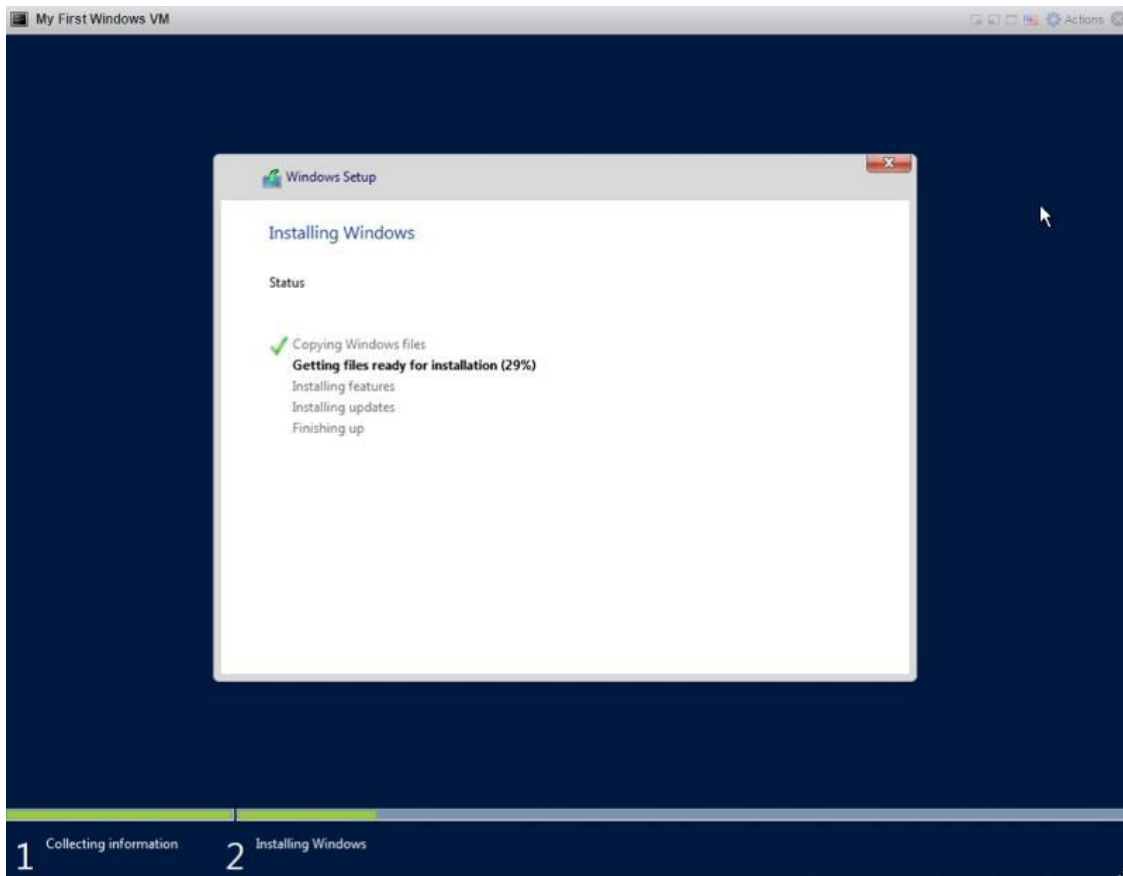 My First Windows VM
Actions
Windows Setup
Installing Windows
Status
Copying Windows files
Getting files ready for installation (29%)
Installing features
Installing updates
Finishing up
1 Collecting information
2 Installing Windows